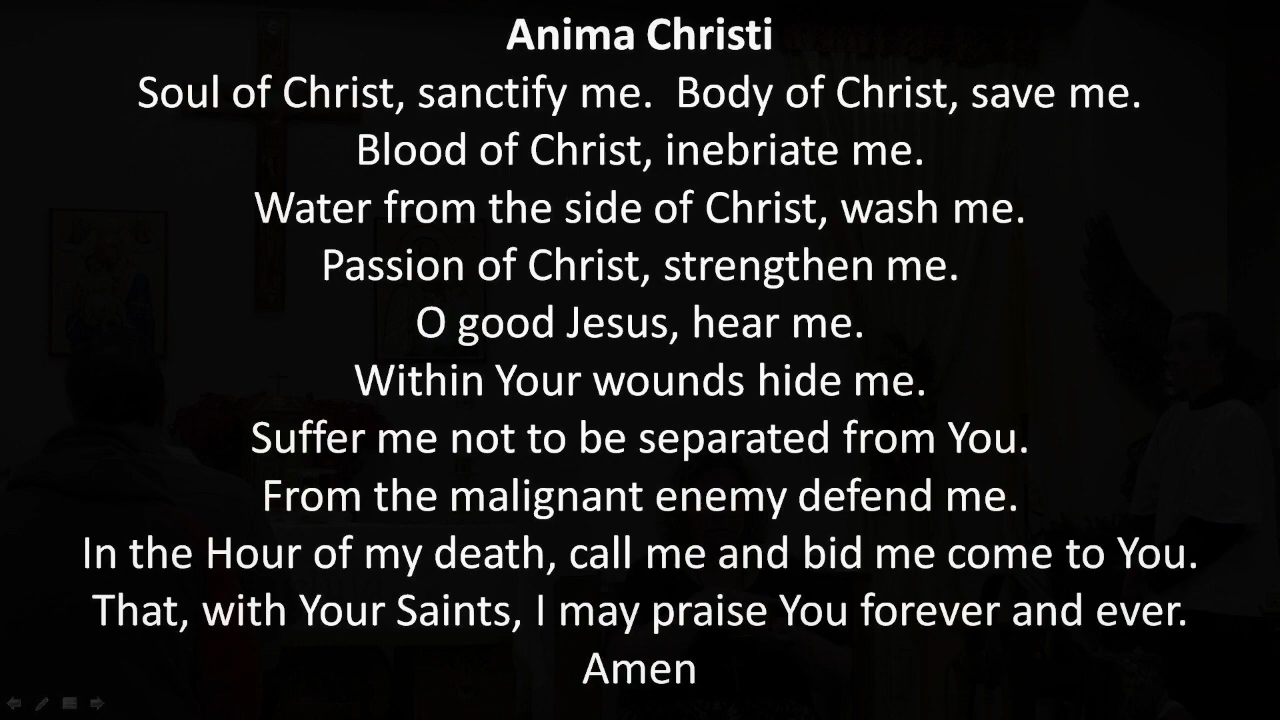 Anima Christi
Soul of Christ, sanctify me.  Body of Christ, save me.
Blood of Christ, inebriate me.
Water from the side of Christ, wash me.
Passion of Christ, strengthen me.
O good Jesus, hear me.
Within Your wounds hide me.
Suffer me not to be separated from You.
From the malignant enemy defend me.
In the Hour of my death, call me and bid me come to You.
That, with Your Saints, I may praise You forever and ever.
Amen